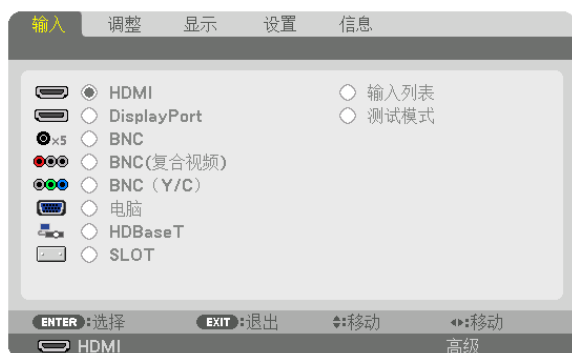 输入 调整 显示 设置 信息
HDMI 输入列表
DisplayPort 测试模式
×5 BNC
BNC(复合视频)
BNC（Y/C）
电脑
HDBaseT
SLOT
ENTER:选择 EXIT:退出 :移动 :移动
HDMI 高级